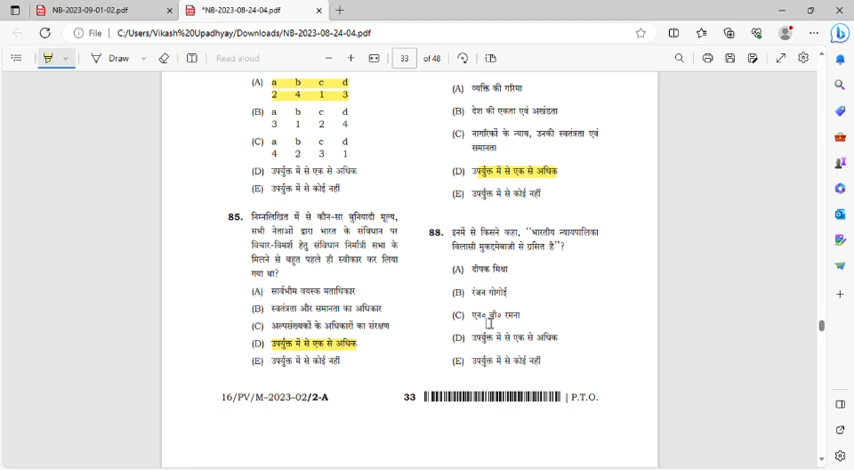 NB-2023-09-01-02.pdf
*NB-2023-08-24-04.pdf
File
C:/Users/Vikash%20Upadhyay/Downloads/NB-2023-08-24-04.pdf
Draw
Read aloud
33
of 48
(A) a b c d
2 4 1 3
(B) a b c d
3 1 2 4
(C) a b c d
4 2 3 1
(D) उपर्युक्त में से एक से अधिक
(E) उपर्युक्त में से कोई नहीं
85. निम्नलिखित में से कौन-सा बुनियादी मूल्य,
सभी नेताओं द्वारा भारत के संविधान पर
विचार-विमर्श हेतु संविधान निर्मात्री सभा के
मिलने से बहुत पहले ही स्वीकार कर लिया
गया था?
(A) सार्वभौम वयस्क मताधिकार
(B) स्वतंत्रता और समानता का अधिकार
(C) अल्पसंख्यकों के अधिकारों का संरक्षण
(D) उपर्युक्त में से एक से अधिक
(E) उपर्युक्त में से कोई नहीं
(A) व्यक्ति की गरिमा
(B) देश की एकता एवं अखंडता
(C) नागरिकों के न्याय, उनकी स्वतंत्रता एवं
समानता
(D) उपर्युक्त में से एक से अधिक
(E) उपर्युक्त में से कोई नहीं
88. इनमें से किसने कहा, "भारतीय न्यायपालिका
विलासी मुकद्दमेबाज़ी से ग्रसित है"?
(A) दीपक मिश्रा
(B) रंजन गोगोई
(C) एन० वी० रमना
(D) उपर्युक्त में से एक से अधिक
(E) उपर्युक्त में से कोई नहीं
16/PV/M-2023-02/2-A
33
| P.T.O.